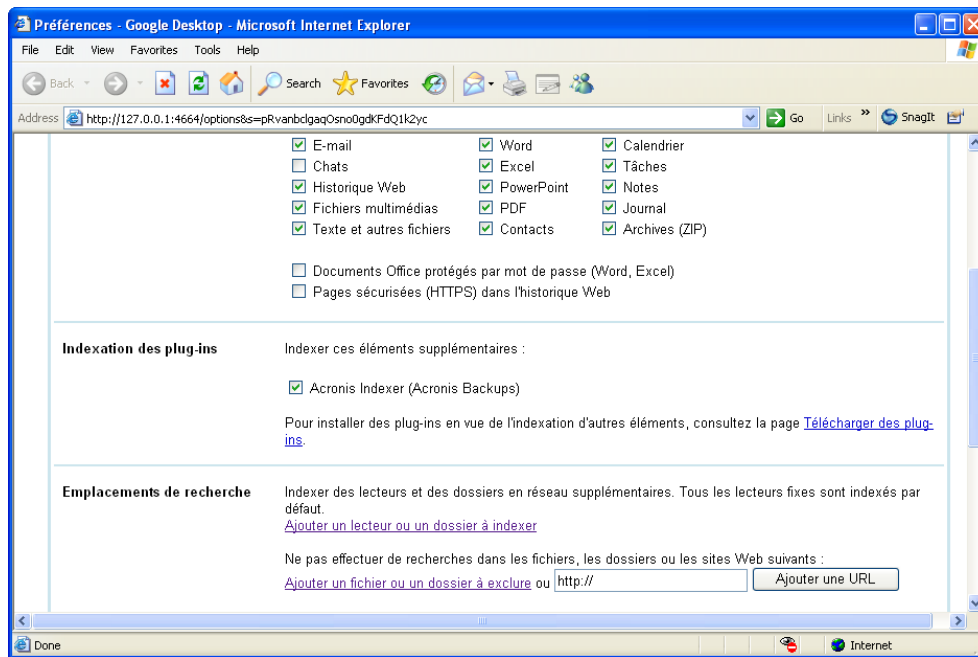 Préférences - Google Desktop - Microsoft Internet Explorer
File Edit View Favorites Tools Help
Back Search Favorites
Address http://127.0.0.1:4664/options&s=pRvanbclgaqOsno0gdKFdQ1k2yc Go Links » SnagIt
E-mail Word Calendrier
Chats Excel Tâches
Historique Web PowerPoint Notes
Fichiers multimédias PDF Journal
Texte et autres fichiers Contacts Archives (ZIP)
Documents Office protégés par mot de passe (Word, Excel)
Pages sécurisées (HTTPS) dans l'historique Web
Indexation des plug-ins Indexer ces éléments supplémentaires :
Acronis Indexer (Acronis Backups)
Pour installer des plug-ins en vue de l'indexation d'autres éléments, consultez la page Télécharger des plug-
ins.
Emplacements de recherche Indexer des lecteurs et des dossiers en réseau supplémentaires. Tous les lecteurs fixes sont indexés par
défaut.
Ajouter un lecteur ou un dossier à indexer
Ne pas effectuer de recherches dans les fichiers, les dossiers ou les sites Web suivants :
Ajouter un fichier ou un dossier à exclure ou http:// Ajouter une URL
Done Internet